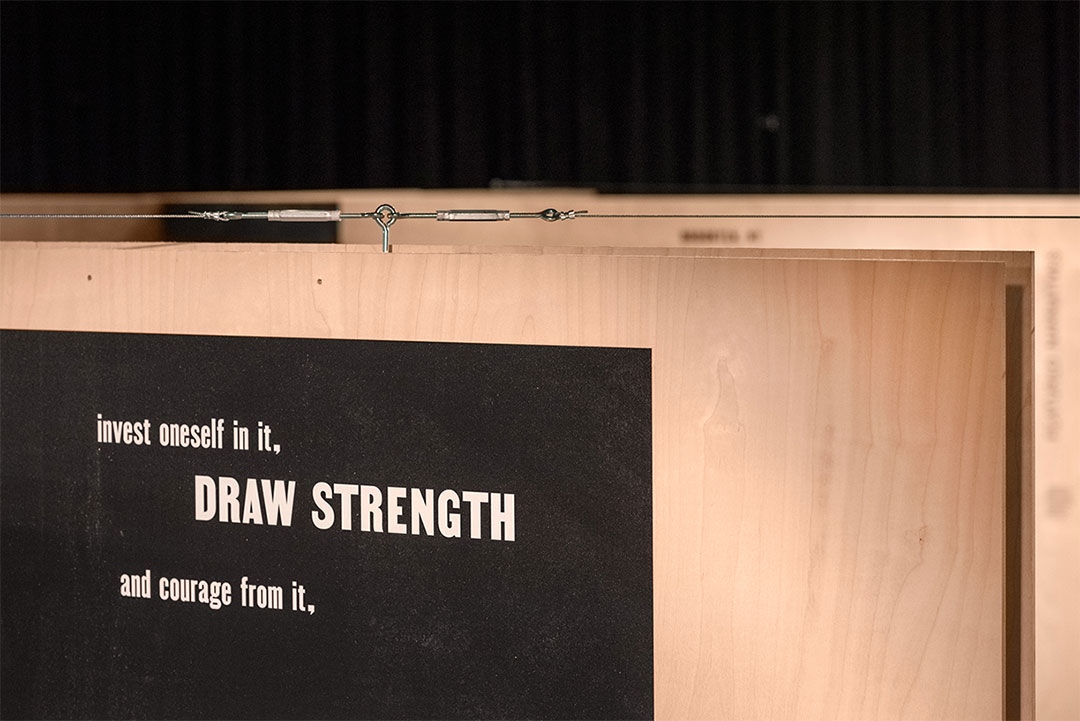 invest oneself in it,
DRAW STRENGTH
and courage from it,